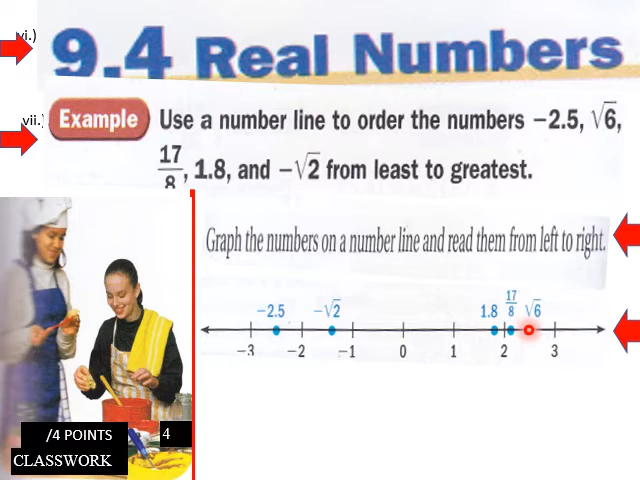 vi.)
9.4 Real Numbers
vii.)
Example Use a number line to order the numbers −2.5, √6,
17/8, 1.8, and −√2 from least to greatest.
Graph the numbers on a number line and read them from left to right.
−2.5 −√2 1.8 17/8 √6
−3 −2 −1 0 1 2 3
/4 POINTS 4
CLASSWORK